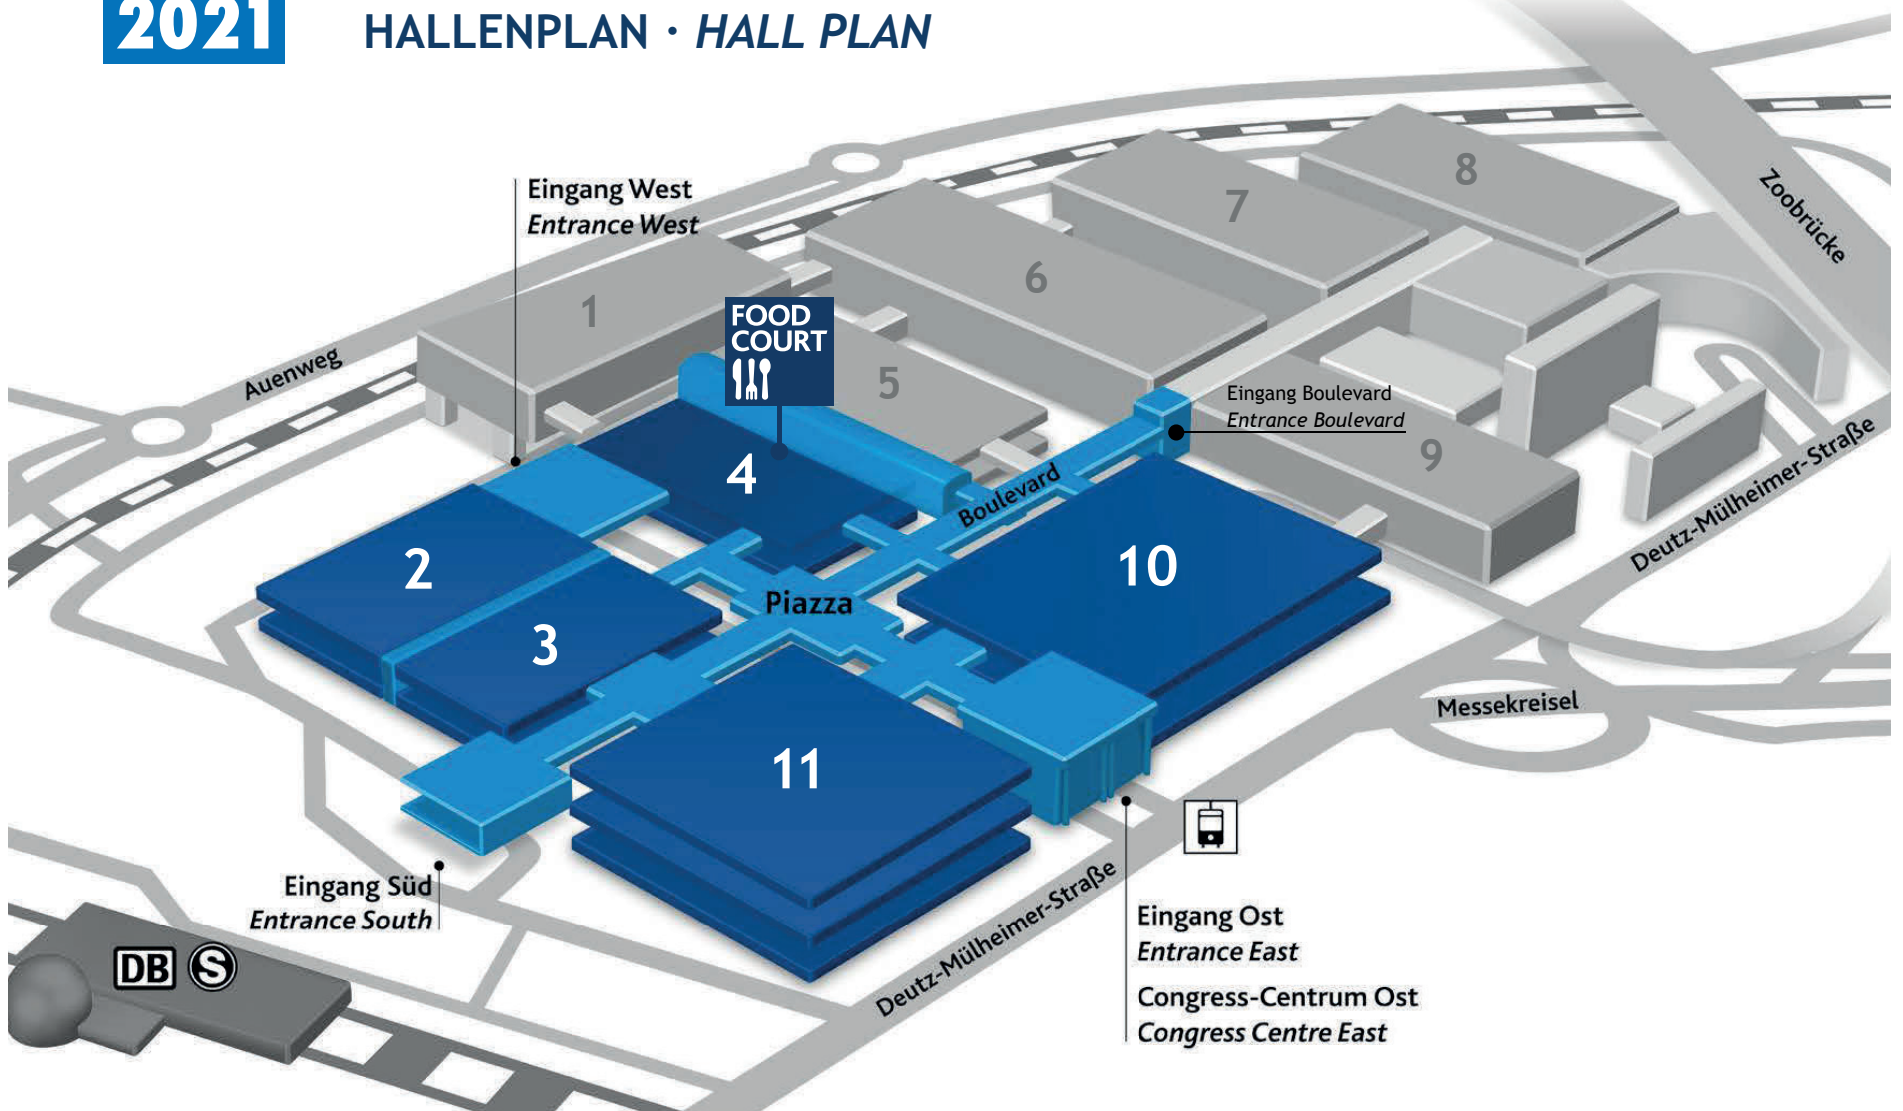 2021
HALLENPLAN · HALL PLAN
Eingang West
Entrance West
8
7
Zoobrücke
6
1
FOOD
COURT
5
Auenweg
Eingang Boulevard
Entrance Boulevard
9
4
Boulevard
Deutz-Mülheimer-Straße
2
10
Piazza
3
Messekreisel
11
Eingang Süd
Entrance South
Deutz-Mülheimer-Straße
Eingang Ost
Entrance East
DB S
Congress-Centrum Ost
Congress Centre East